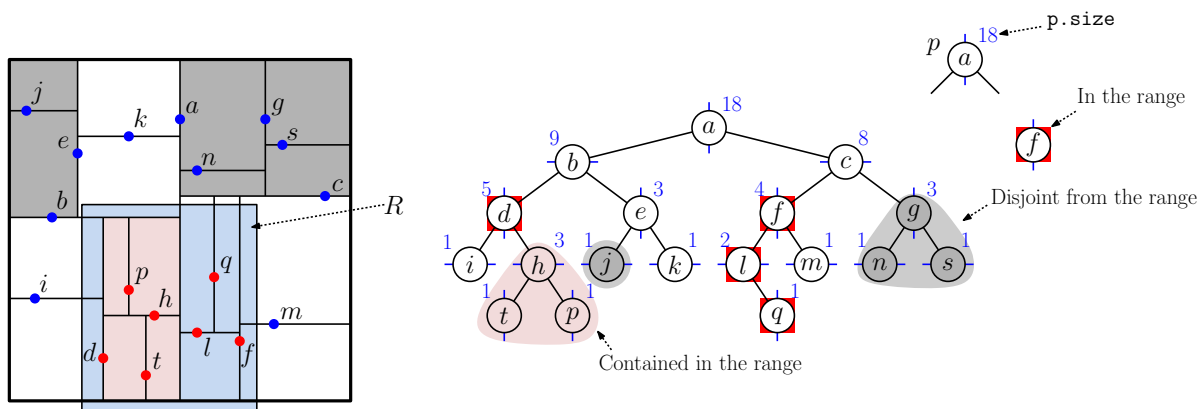 j
k
a
g
e
s
n
b
c
R
i
p
q
h
m
d
t
l
f
18
a
9
b
8
c
5
d
3
e
4
f
3
g
1
i
3
h
1
j
1
k
2
l
1
m
1
n
1
s
1
t
1
p
1
q
p
18
a
p.size
In the range
f
Disjoint from the range
Contained in the range